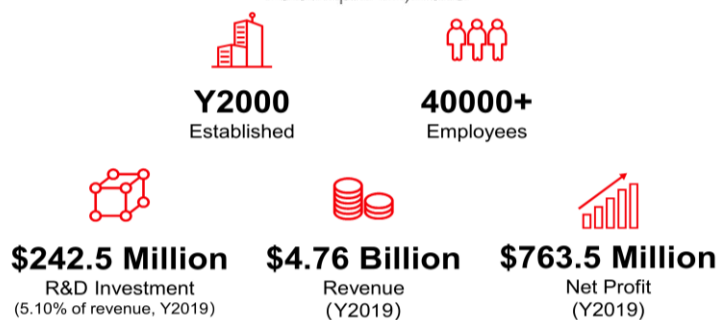 Y2000
Established
40000+
Employees
$242.5 Million
R&D Investment
(5.10% of revenue, Y2019)
$4.76 Billion
Revenue
(Y2019)
$763.5 Million
Net Profit
(Y2019)